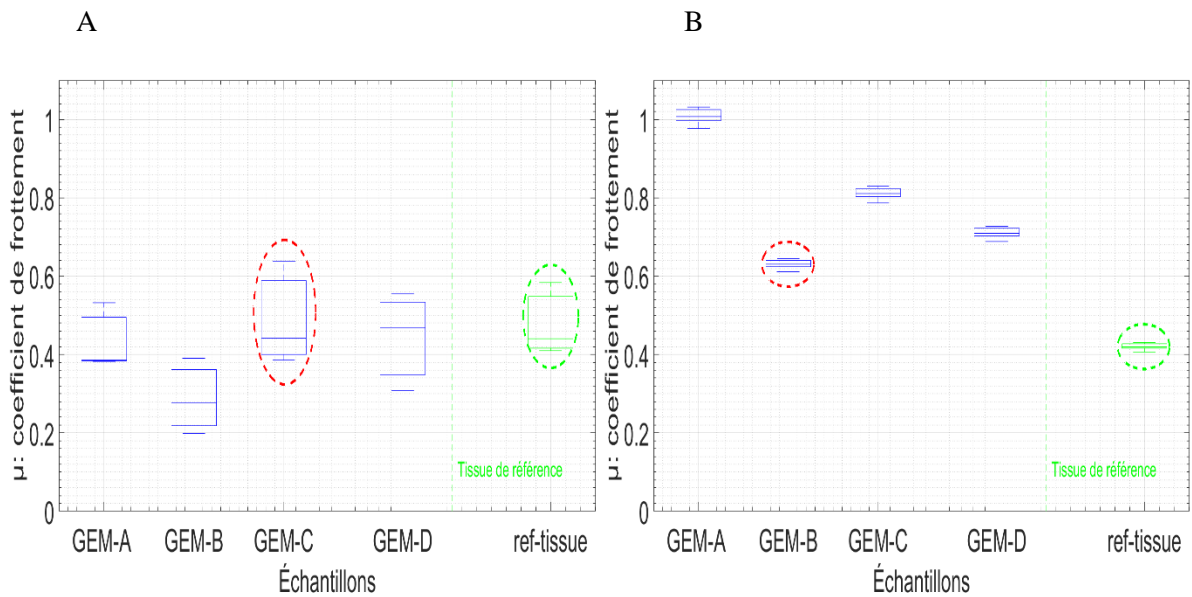 A
B
µ: coefficient de frottement
1
0.8
0.6
0.4
0.2
0
Tissue de référence
GEM-A
GEM-B
GEM-C
GEM-D
ref-tissue
Échantillons
µ: coefficient de frottement
1
0.8
0.6
0.4
0.2
0
Tissue de référence
GEM-A
GEM-B
GEM-C
GEM-D
ref-tissue
Échantillons